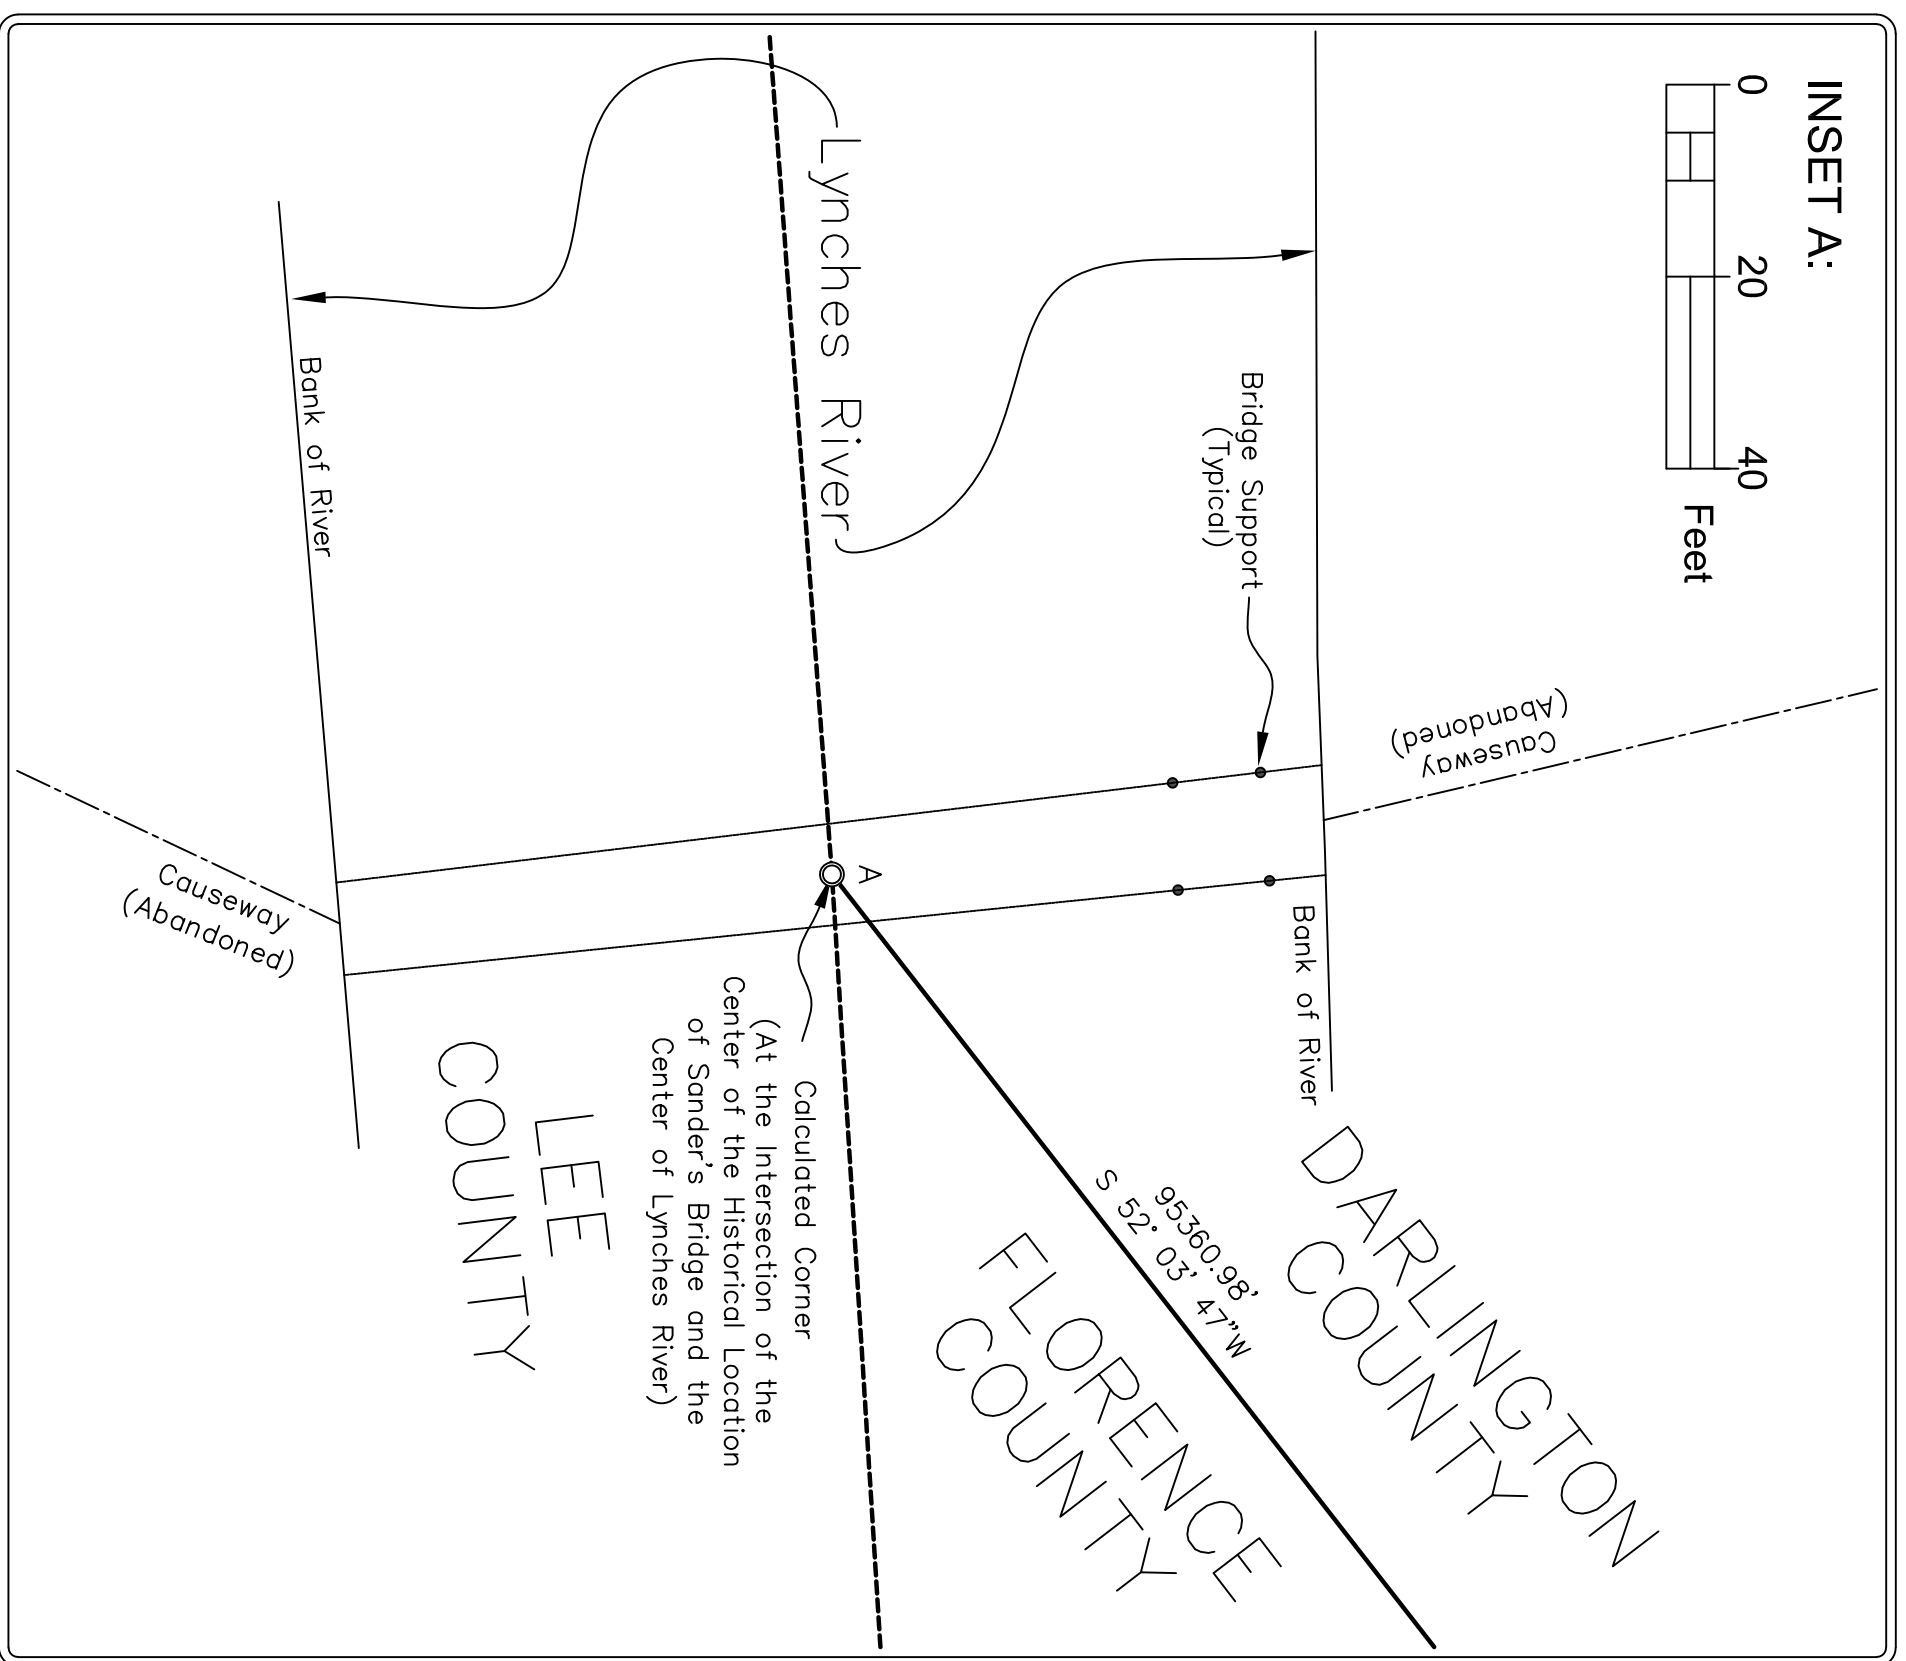 INSET A:
0 20 40
Feet
Causeway
(Abandoned)
Bridge Support
(Typical)
Lynches River
Bank of River
Bank of River
A
DARLINGTON
COUNTY
95360.98'
S 52° 03' 47"W
FLORENCE
COUNTY
Calculated Corner
(At the Intersection of the
Center of the Historical Location
of Sander's Bridge and the
Center of Lynches River)
LEE
COUNTY
Causeway
(Abandoned)